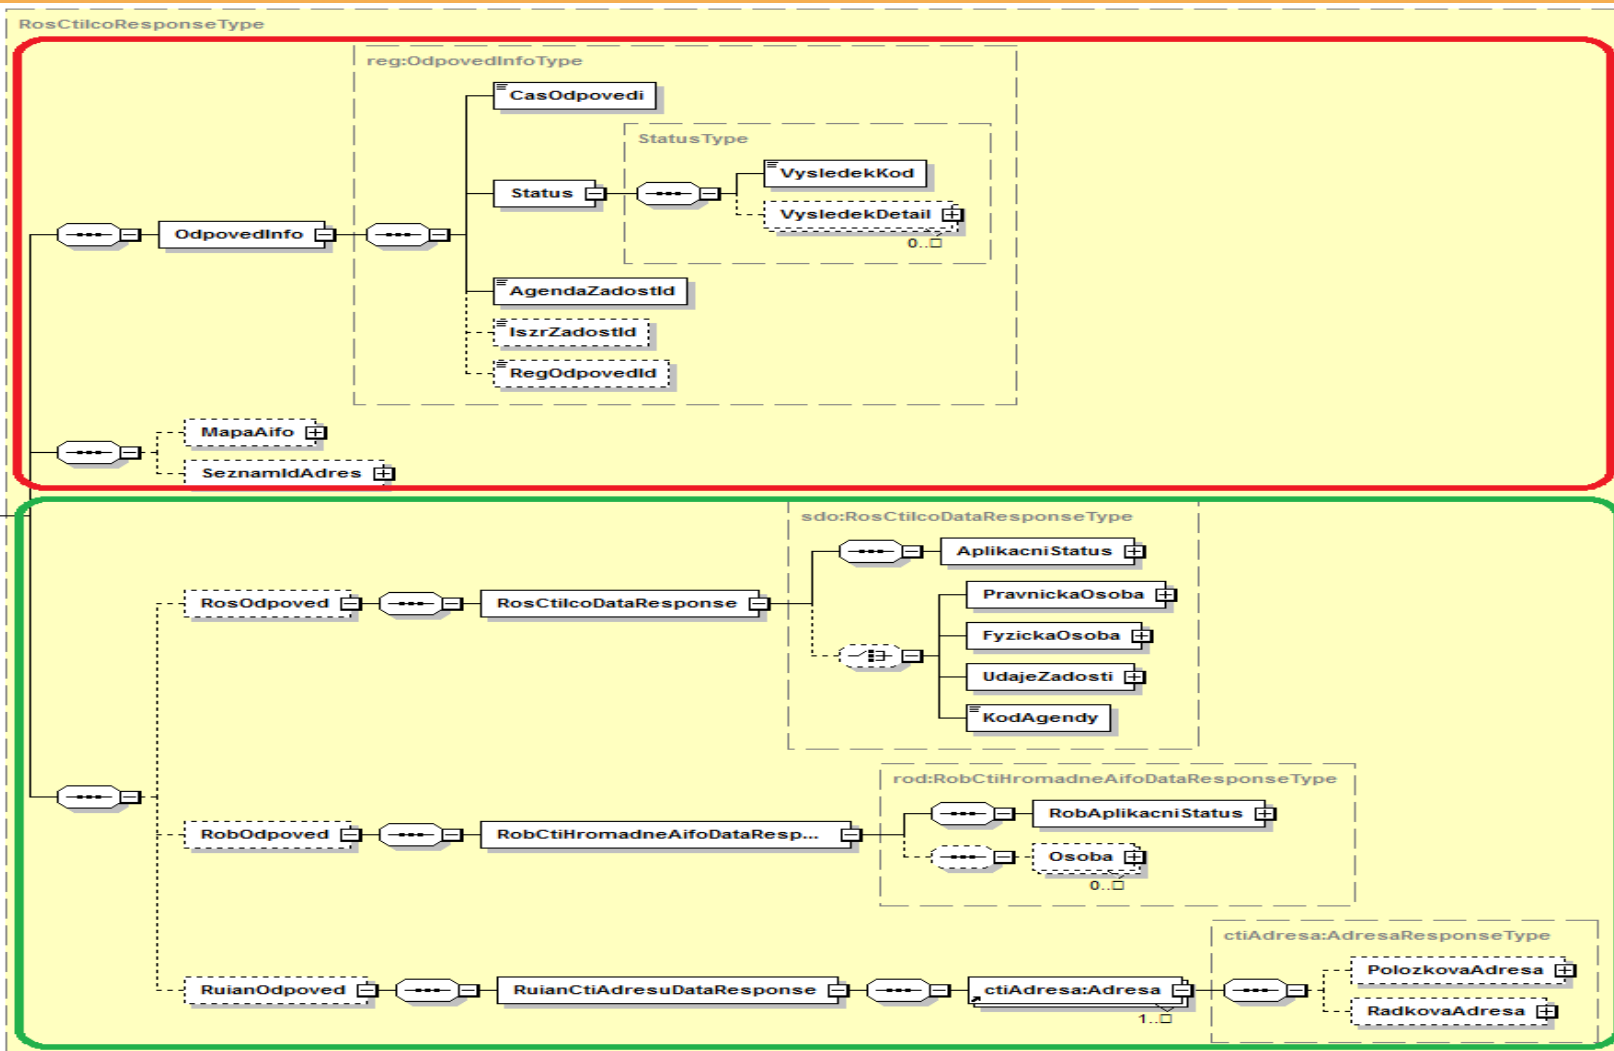 RosCtiIcoResponseType
reg:OdpovedInfoType
CasOdpovedi
StatusType
VysledekKod
Status
VysledekDetail
OdpovedInfo
0..□
AgendaZadostId
IszrZadostId
RegOdpovedId
MapaAifo
SeznamIdAdres
sdo:RosCtiIcoDataResponseType
AplikacniStatus
PravnickaOsoba
RosOdpoved
RosCtiIcoDataResponse
FyzickaOsoba
UdajeZadosti
KodAgendy
rod:RobCtiHromadneAifoDataResponseType
RobAplikacniStatus
RobOdpoved
RobCtiHromadneAifoDataResp...
Osoba
0..□
ctiAdresa:AdresaResponseType
PolozkovaAdresa
RuianOdpoved
RuianCtiAdresuDataResponse
ctiAdresa:Adresa
RadkovaAdresa
1..□